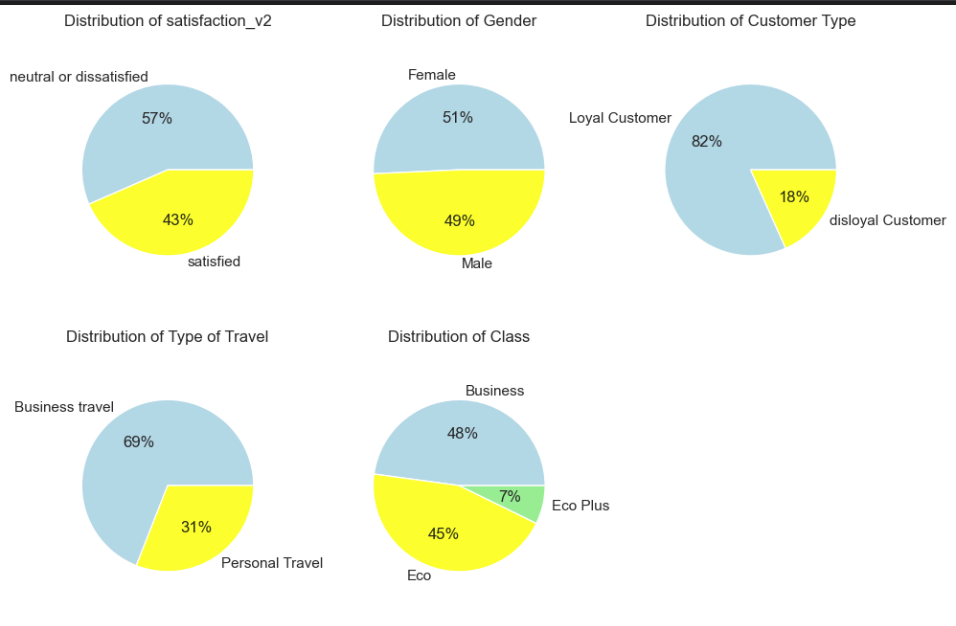 Distribution of satisfaction_v2
Distribution of Gender
Distribution of Customer Type
neutral or dissatisfied
57%
43%
satisfied
Female
51%
49%
Male
Loyal Customer
82%
18%
disloyal Customer
Distribution of Type of Travel
Distribution of Class
Business travel
69%
31%
Personal Travel
Business
48%
7%
Eco Plus
45%
Eco